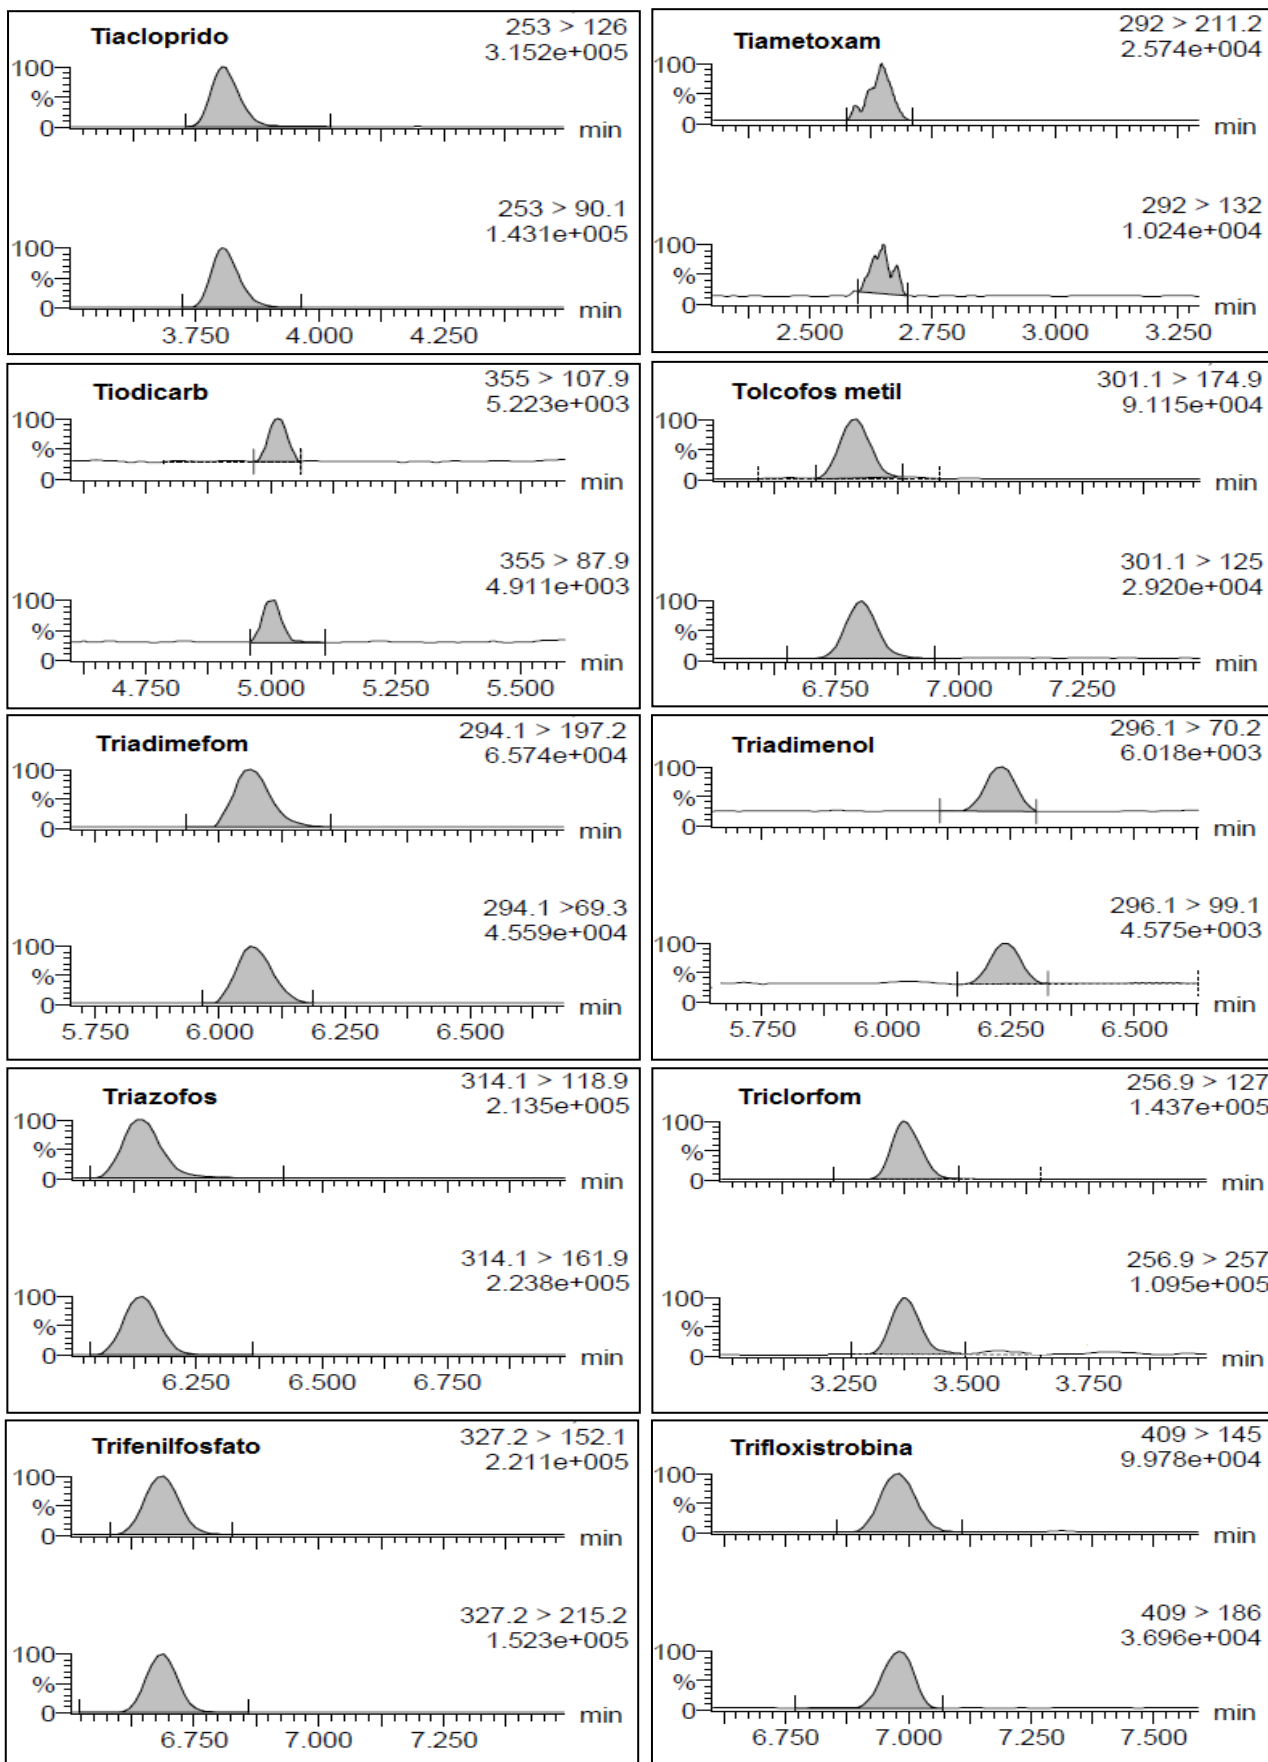 Tiacloprido
253 > 126
3.152e+005
100
%
0
min
253 > 90.1
1.431e+005
100
%
0
min
3.750 4.000 4.250
Tiametoxam
292 > 211.2
2.574e+004
100
%
0
min
292 > 132
1.024e+004
100
%
0
min
2.500 2.750 3.000 3.250
Tiodicarb
355 > 107.9
5.223e+003
100
%
0
min
355 > 87.9
4.911e+003
100
%
0
min
4.750 5.000 5.250 5.500
Tolcofos metil
301.1 > 174.9
9.115e+004
100
%
0
min
301.1 > 125
2.920e+004
100
%
0
min
6.750 7.000 7.250
Triadimefom
294.1 > 197.2
6.574e+004
100
%
0
min
294.1 >69.3
4.559e+004
100
%
0
min
5.750 6.000 6.250 6.500
Triadimenol
296.1 > 70.2
6.018e+003
100
%
0
min
296.1 > 99.1
4.575e+003
100
%
0
min
5.750 6.000 6.250 6.500
Triazofos
314.1 > 118.9
2.135e+005
100
%
0
min
314.1 > 161.9
2.238e+005
100
%
0
min
6.250 6.500 6.750
Triclorfom
256.9 > 127
1.437e+005
100
%
0
min
256.9 > 257
1.095e+005
100
%
0
min
3.250 3.500 3.750
Trifenilfosfato
327.2 > 152.1
2.211e+005
100
%
0
min
327.2 > 215.2
1.523e+005
100
%
0
min
6.750 7.000 7.250
Trifloxistrobina
409 > 145
9.978e+004
100
%
0
min
409 > 186
3.696e+004
100
%
0
min
6.750 7.000 7.250 7.500